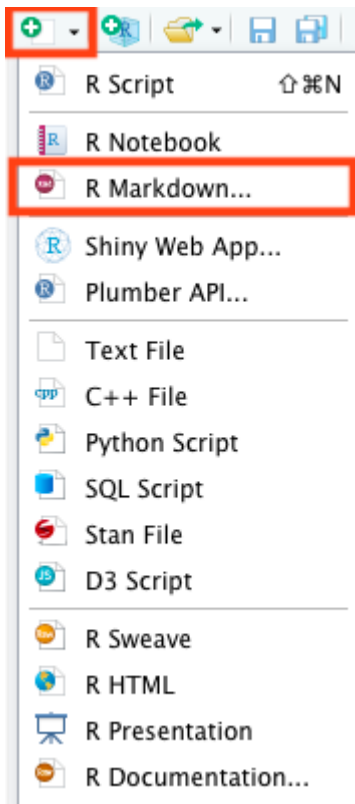 R Script ⇧⌘N
R Notebook
R Markdown...
Shiny Web App...
Plumber API...
Text File
C++ File
Python Script
SQL Script
Stan File
D3 Script
R Sweave
R HTML
R Presentation
R Documentation...